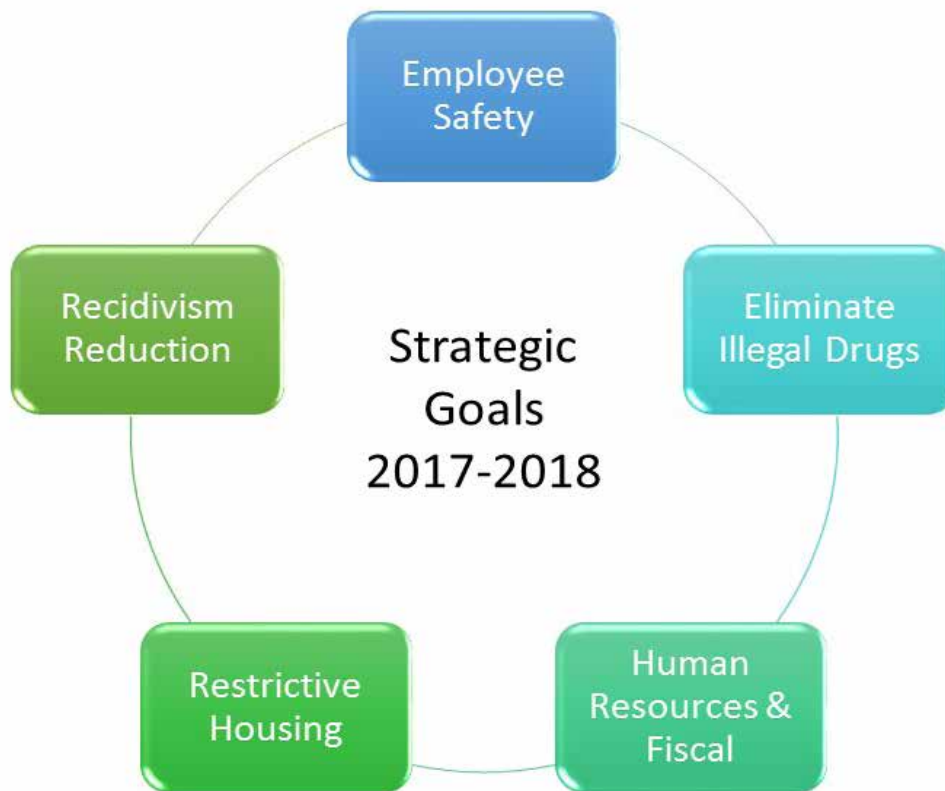 Employee
Safety
Eliminate
Illegal Drugs
Human
Resources &
Fiscal
Restrictive
Housing
Recidivism
Reduction
Strategic
Goals
2017-2018